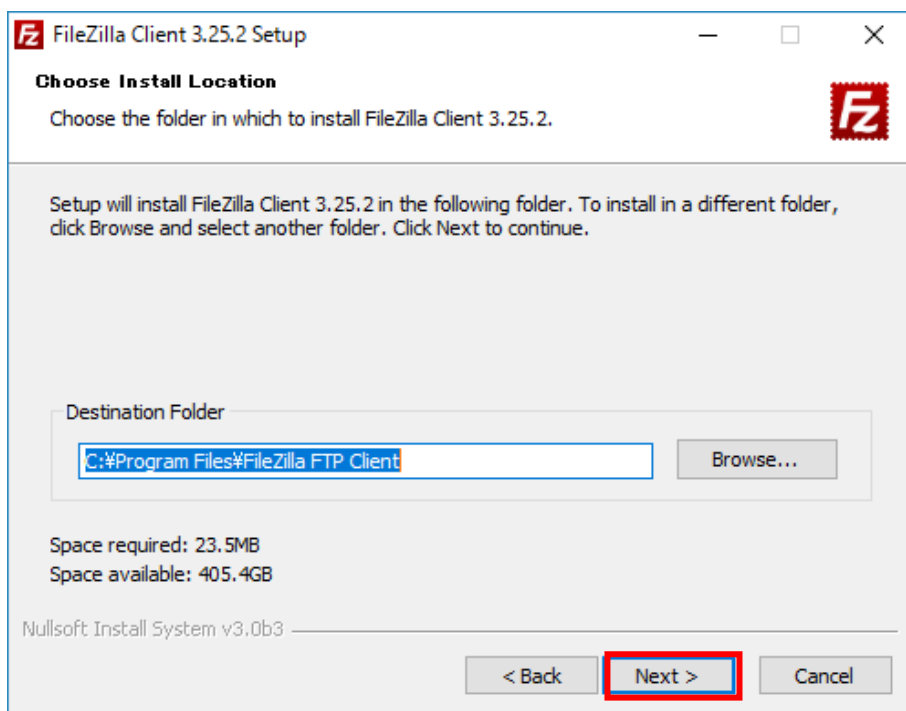 FileZilla Client 3.25.2 Setup
Choose Install Location
Choose the folder in which to install FileZilla Client 3.25.2.
Fz
Setup will install FileZilla Client 3.25.2 in the following folder. To install in a different folder,
click Browse and select another folder. Click Next to continue.
Destination Folder
C:¥Program Files¥FileZilla FTP Client
Browse...
Space required: 23.5MB
Space available: 405.4GB
Nullsoft Install System v3.0b3
< Back
Next >
Cancel